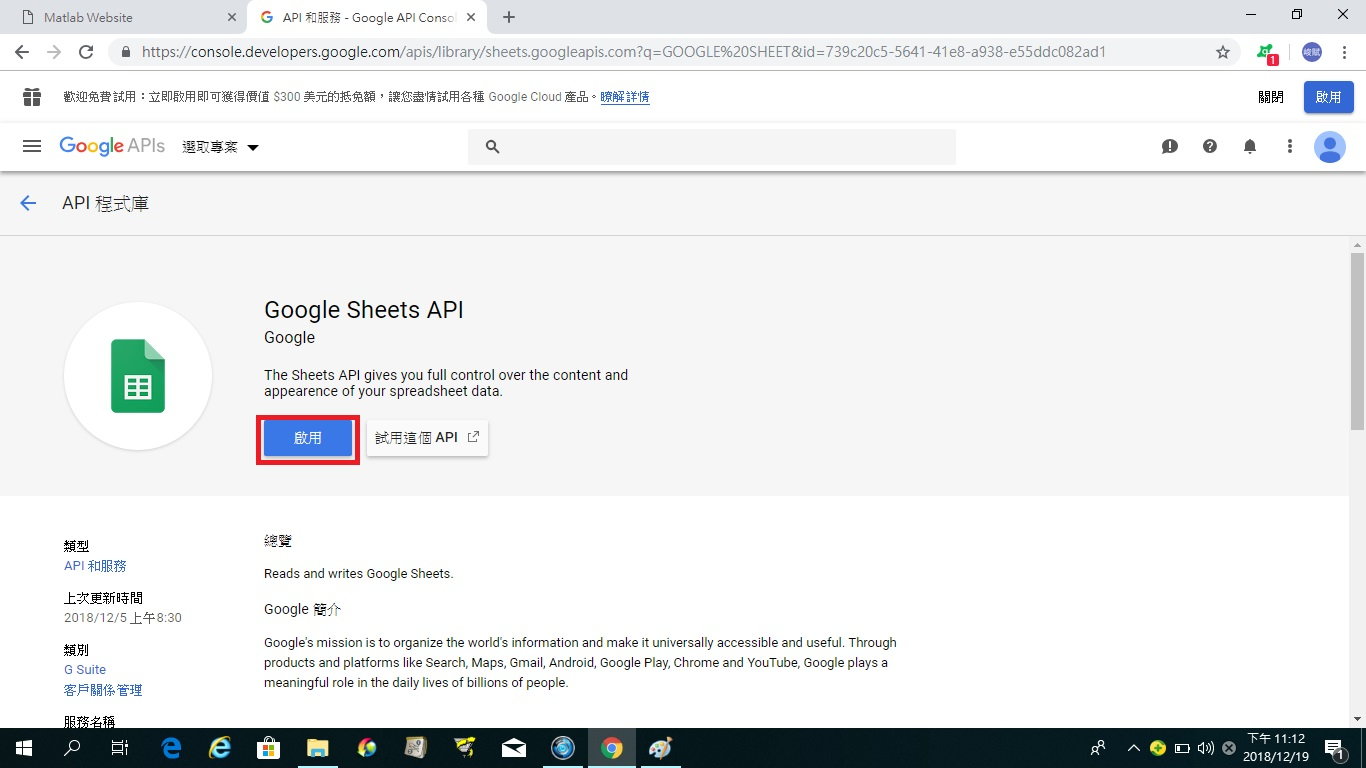 Matlab Website
API 和服務 - Google API Consol
https://console.developers.google.com/apis/library/sheets.googleapis.com?q=GOOGLE%20SHEET&id=739c20c5-5641-41e8-a938-e55ddc082ad1
1
峻賦
歡迎免費試用：立即啟用即可獲得價值 $300 美元的抵免額，讓您盡情試用各種 Google Cloud 產品。瞭解詳情
關閉
啟用
Google APIs
選取專案
API 程式庫
Google Sheets API
Google
The Sheets API gives you full control over the content and
appearence of your spreadsheet data.
啟用
試用這個 API
類型
API 和服務
上次更新時間
2018/12/5 上午8:30
類別
G Suite
客戶關係管理
服務名稱
總覽
Reads and writes Google Sheets.
Google 簡介
Google's mission is to organize the world's information and make it universally accessible and useful. Through
products and platforms like Search, Maps, Gmail, Android, Google Play, Chrome and YouTube, Google plays a
meaningful role in the daily lives of billions of people.
下午 11:12
2018/12/19
1